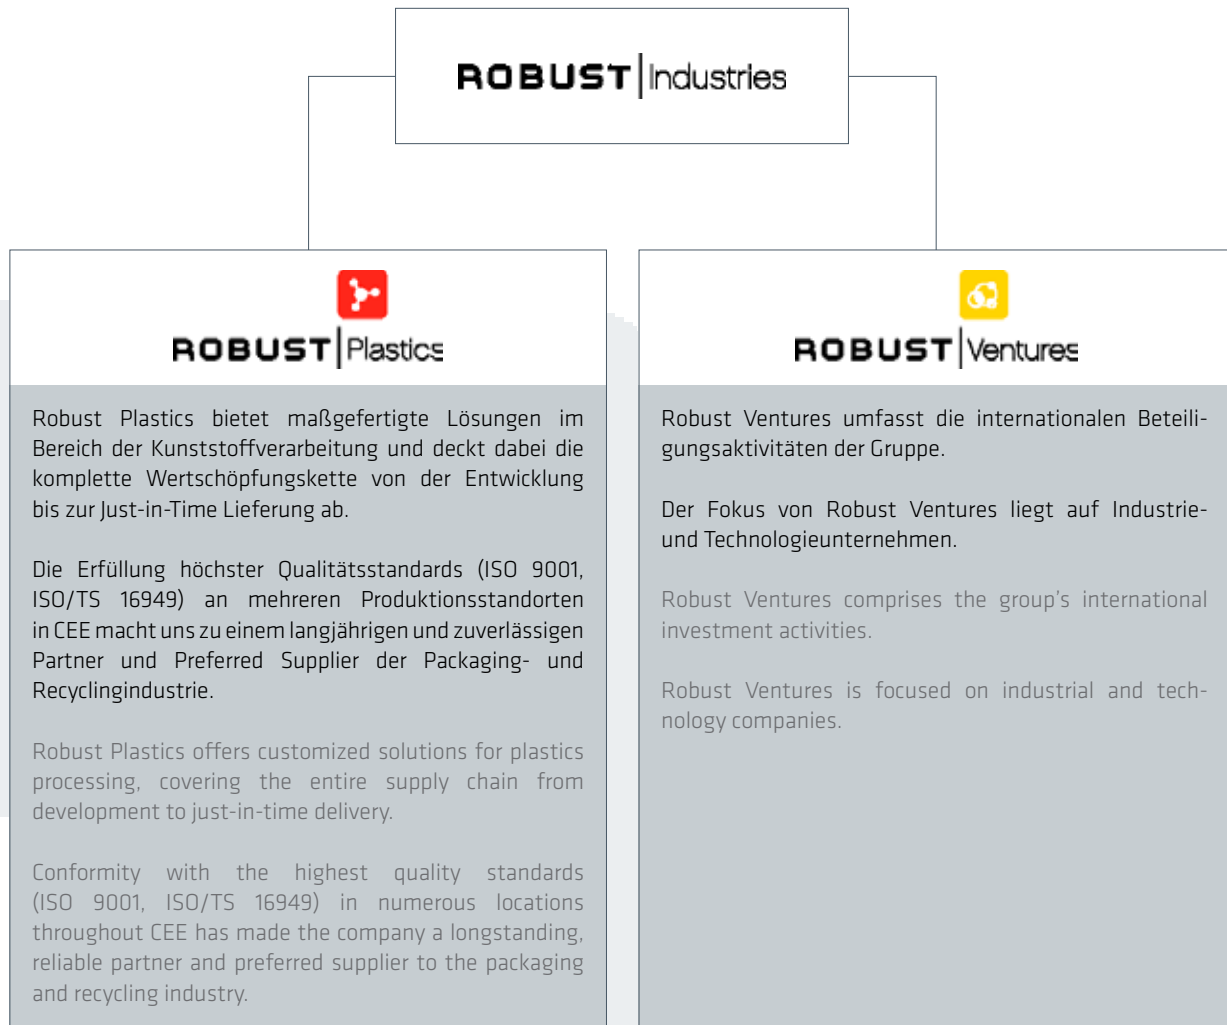 ROBUST|Industries
ROBUST|Plastics
Robust Plastics bietet maßgefertigte Lösungen im
Bereich der Kunststoffverarbeitung und deckt dabei die
komplette Wertschöpfungskette von der Entwicklung
bis zur Just-in-Time Lieferung ab.
Die Erfüllung höchster Qualitätsstandards (ISO 9001,
ISO/TS 16949) an mehreren Produktionsstandorten
in CEE macht uns zu einem langjährigen und zuverlässigen
Partner und Preferred Supplier der Packaging- und
Recyclingindustrie.
Robust Plastics offers customized solutions for plastics
processing, covering the entire supply chain from
development to just-in-time delivery.
Conformity with the highest quality standards
(ISO 9001, ISO/TS 16949) in numerous locations
throughout CEE has made the company a longstanding,
reliable partner and preferred supplier to the packaging
and recycling industry.
ROBUST|Ventures
Robust Ventures umfasst die internationalen Beteili-
gungsaktivitäten der Gruppe.
Der Fokus von Robust Ventures liegt auf Industrie-
und Technologieunternehmen.
Robust Ventures comprises the group's international
investment activities.
Robust Ventures is focused on industrial and tech-
nology companies.